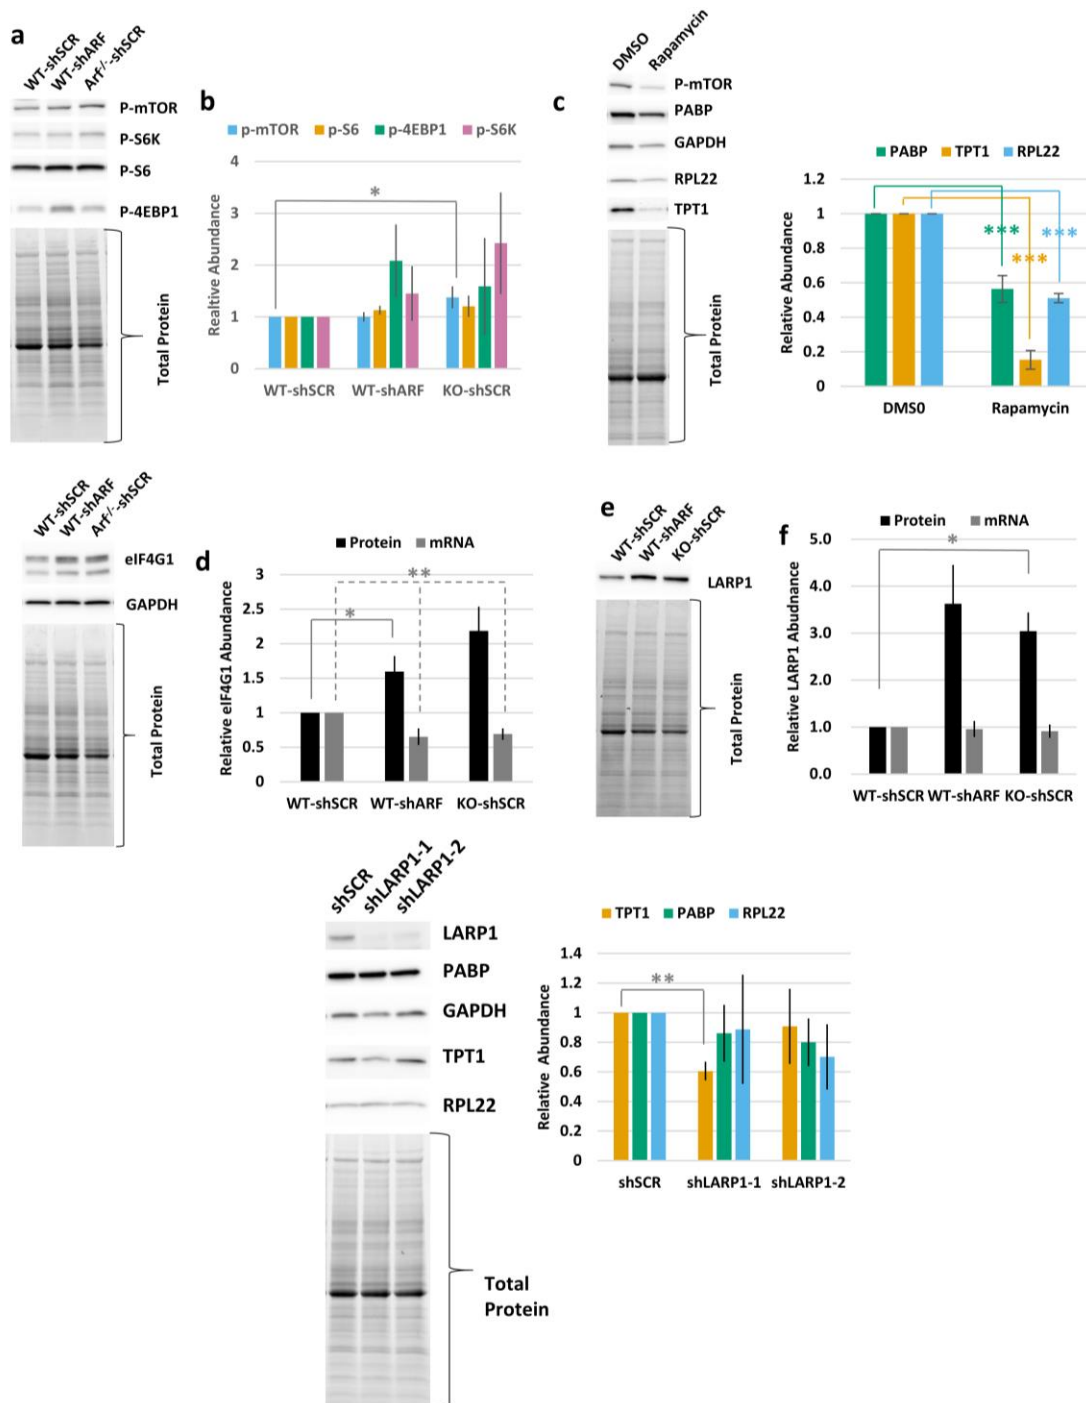 a
WT-shSCR
WT-shARF
Arf-/--shSCR
P-mTOR
P-S6K
P-S6
P-4EBP1
Total Protein
b
p-mTOR p-S6 p-4EBP1 p-S6K
Realtive Abundance
4
3
2
1
0
*
WT-shSCR WT-shARF KO-shSCR
c
DMSO
Rapamycin
P-mTOR
PABP
GAPDH
RPL22
TPT1
Total Protein
PABP TPT1 RPL22
Relative Abundance
1.2
1
0.8
0.6
0.4
0.2
0
*** *** ***
DMS0 Rapamycin
WT-shSCR
WT-shARF
Arf-/--shSCR
eIF4G1
GAPDH
Total Protein
d
Protein mRNA
Relative eIF4G1 Abundance
3
2.5
2
1.5
1
0.5
0
**
*
WT-shSCR WT-shARF KO-shSCR
e
WT-shSCR
WT-shARF
KO-shSCR
LARP1
Total Protein
f
Protein mRNA
Relative LARP1 Abudnance
5.0
4.0
3.0
2.0
1.0
0.0
*
WT-shSCR WT-shARF KO-shSCR
shSCR
shLARP1-1
shLARP1-2
LARP1
PABP
GAPDH
TPT1
RPL22
Total
Protein
TPT1 PABP RPL22
Relative Abundance
1.4
1.2
1
0.8
0.6
0.4
0.2
0
**
shSCR shLARP1-1 shLARP1-2